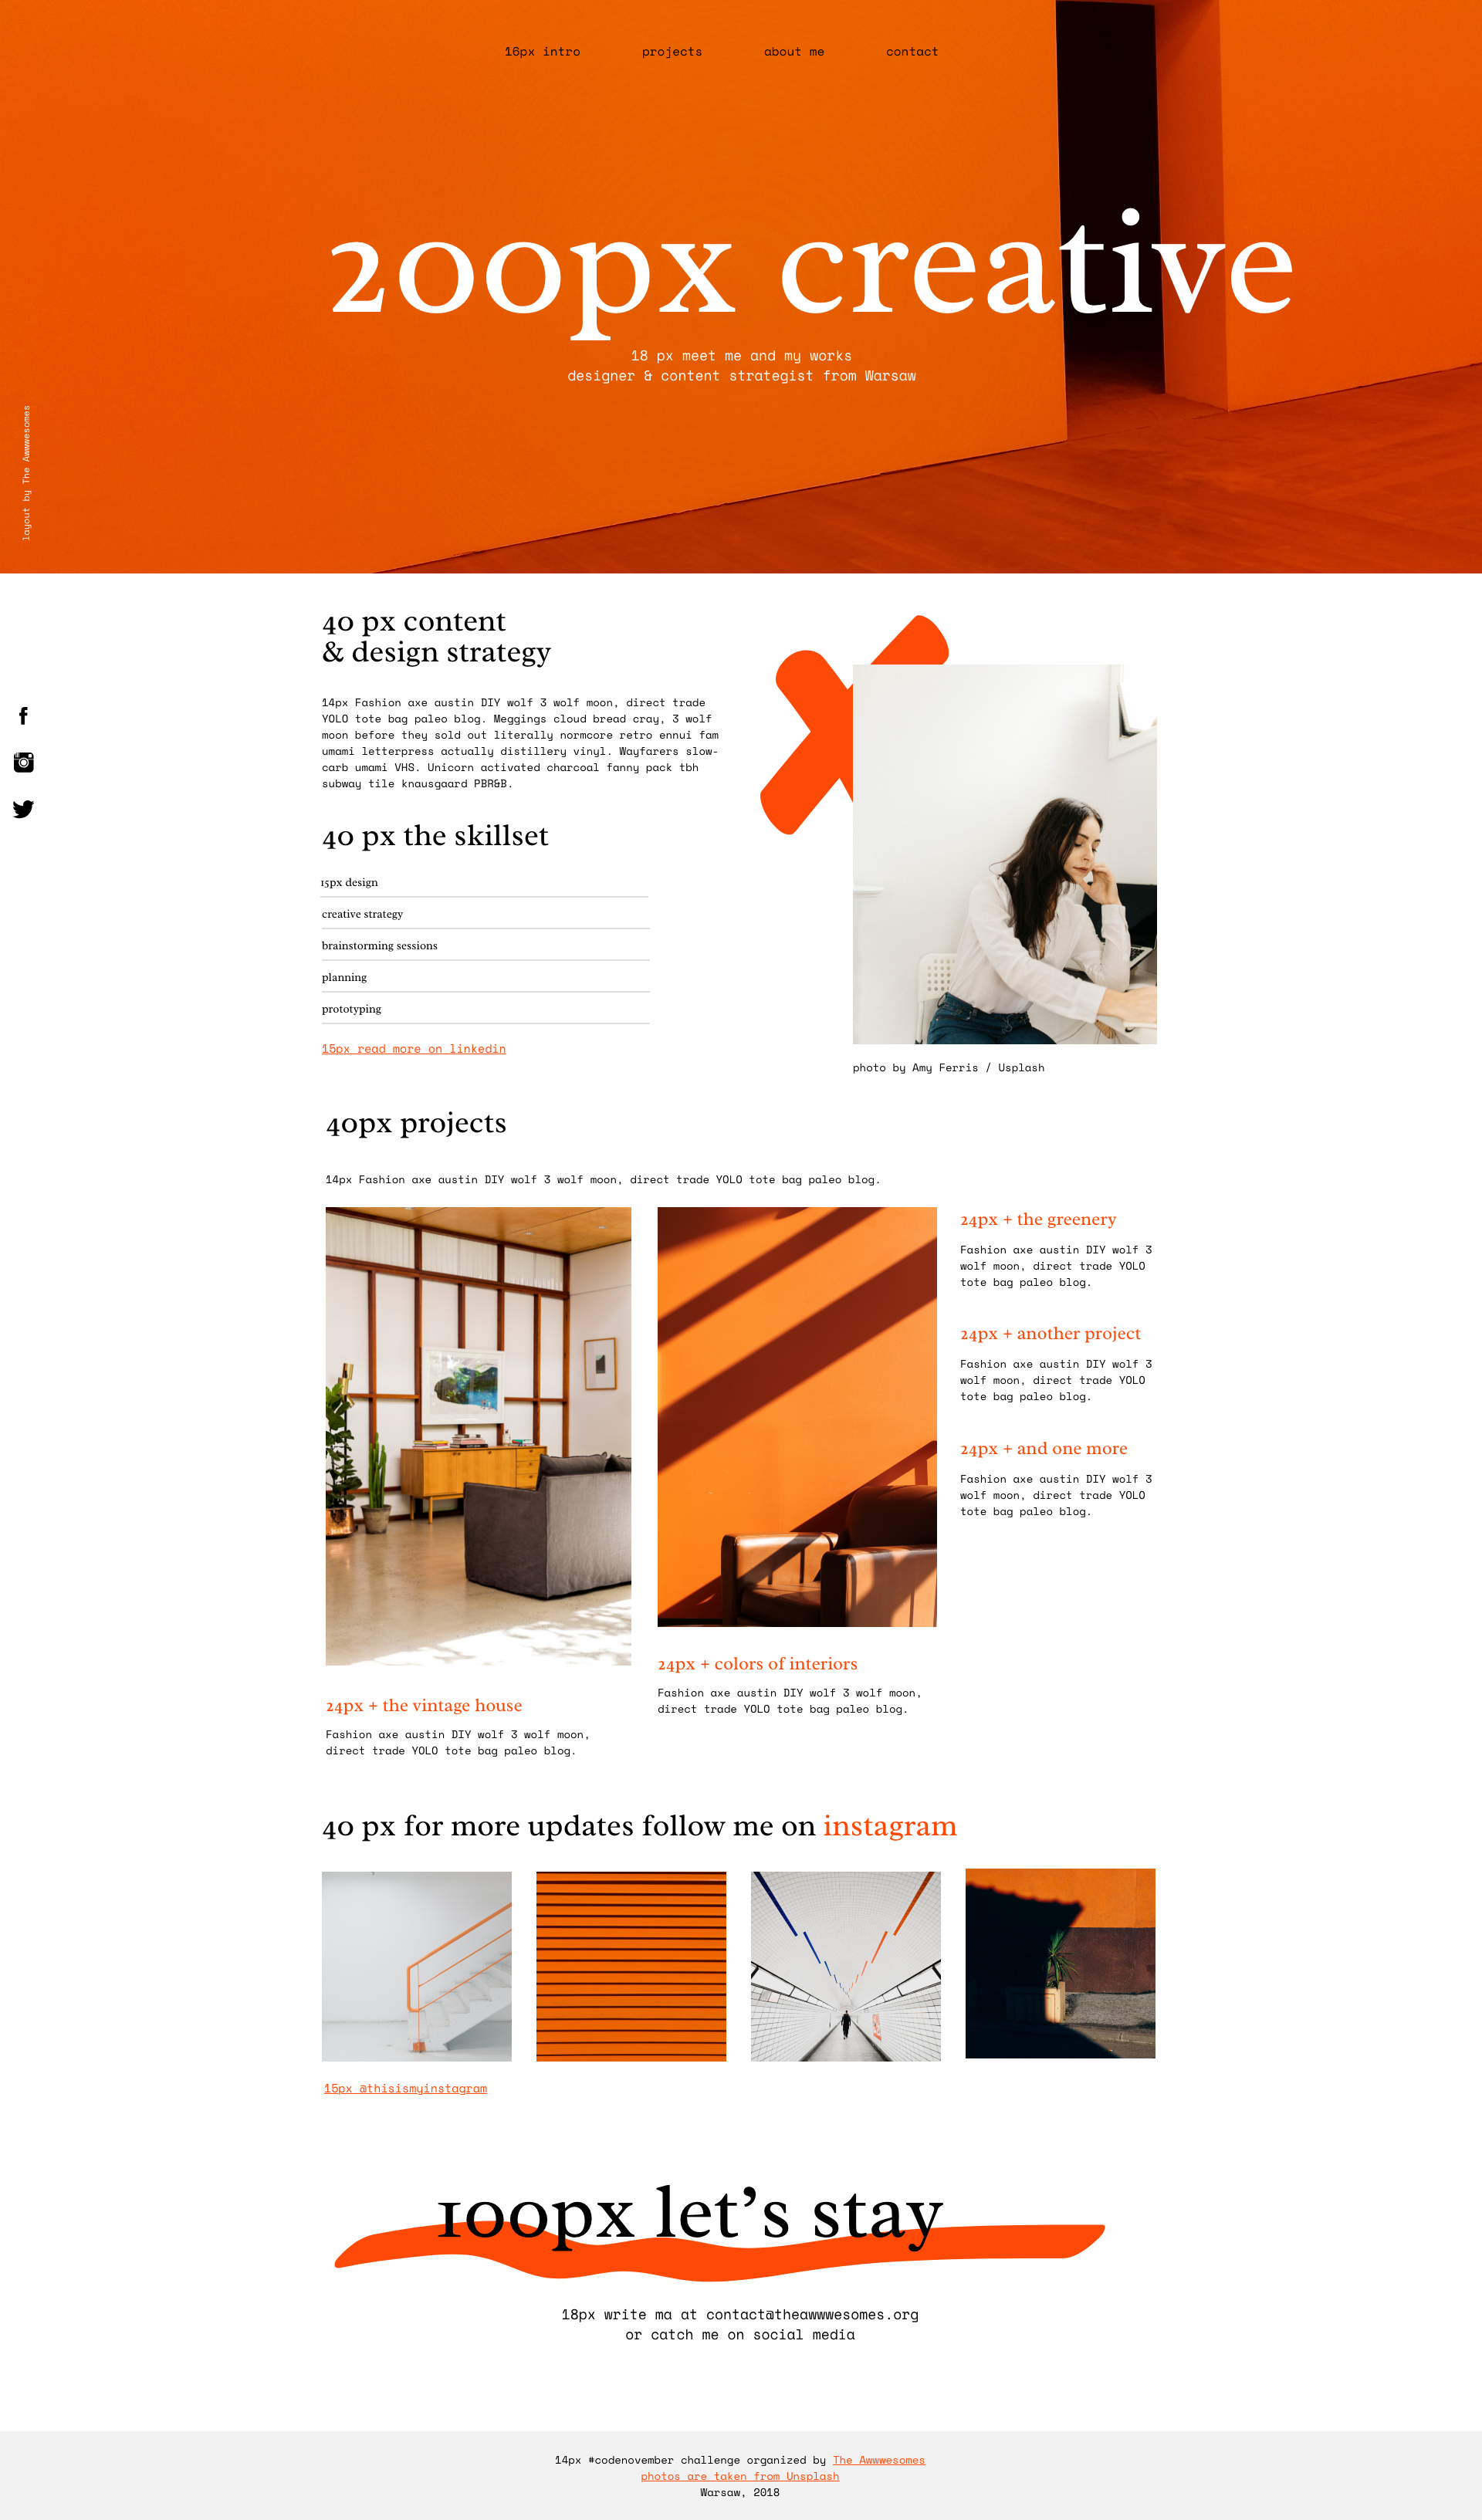 16px intro projects about me contact
200px creative
18 px meet me and my works
designer & content strategist from Warsaw
layout by The Awwwesomes
40 px content
& design strategy
14px Fashion axe austin DIY wolf 3 wolf moon, direct trade
YOLO tote bag paleo blog. Meggings cloud bread cray, 3 wolf
moon before they sold out literally normcore retro ennui fam
umami letterpress actually distillery vinyl. Wayfarers slow-
carb umami VHS. Unicorn activated charcoal fanny pack tbh
subway tile knausgaard PBR&B.
40 px the skillset
15px design
creative strategy
brainstorming sessions
planning
prototyping
15px read more on linkedin
photo by Amy Ferris / Usplash
40px projects
14px Fashion axe austin DIY wolf 3 wolf moon, direct trade YOLO tote bag paleo blog.
24px + the vintage house
Fashion axe austin DIY wolf 3 wolf moon,
direct trade YOLO tote bag paleo blog.
24px + colors of interiors
Fashion axe austin DIY wolf 3 wolf moon,
direct trade YOLO tote bag paleo blog.
24px + the greenery
Fashion axe austin DIY wolf 3
wolf moon, direct trade YOLO
tote bag paleo blog.
24px + another project
Fashion axe austin DIY wolf 3
wolf moon, direct trade YOLO
tote bag paleo blog.
24px + and one more
Fashion axe austin DIY wolf 3
wolf moon, direct trade YOLO
tote bag paleo blog.
40 px for more updates follow me on instagram
15px @thisismyinstagram
100px let’s stay
18px write ma at contact@theawwwesomes.org
or catch me on social media
14px #codenovember challenge organized by The Awwwesomes
photos are taken from Unsplash
Warsaw, 2018